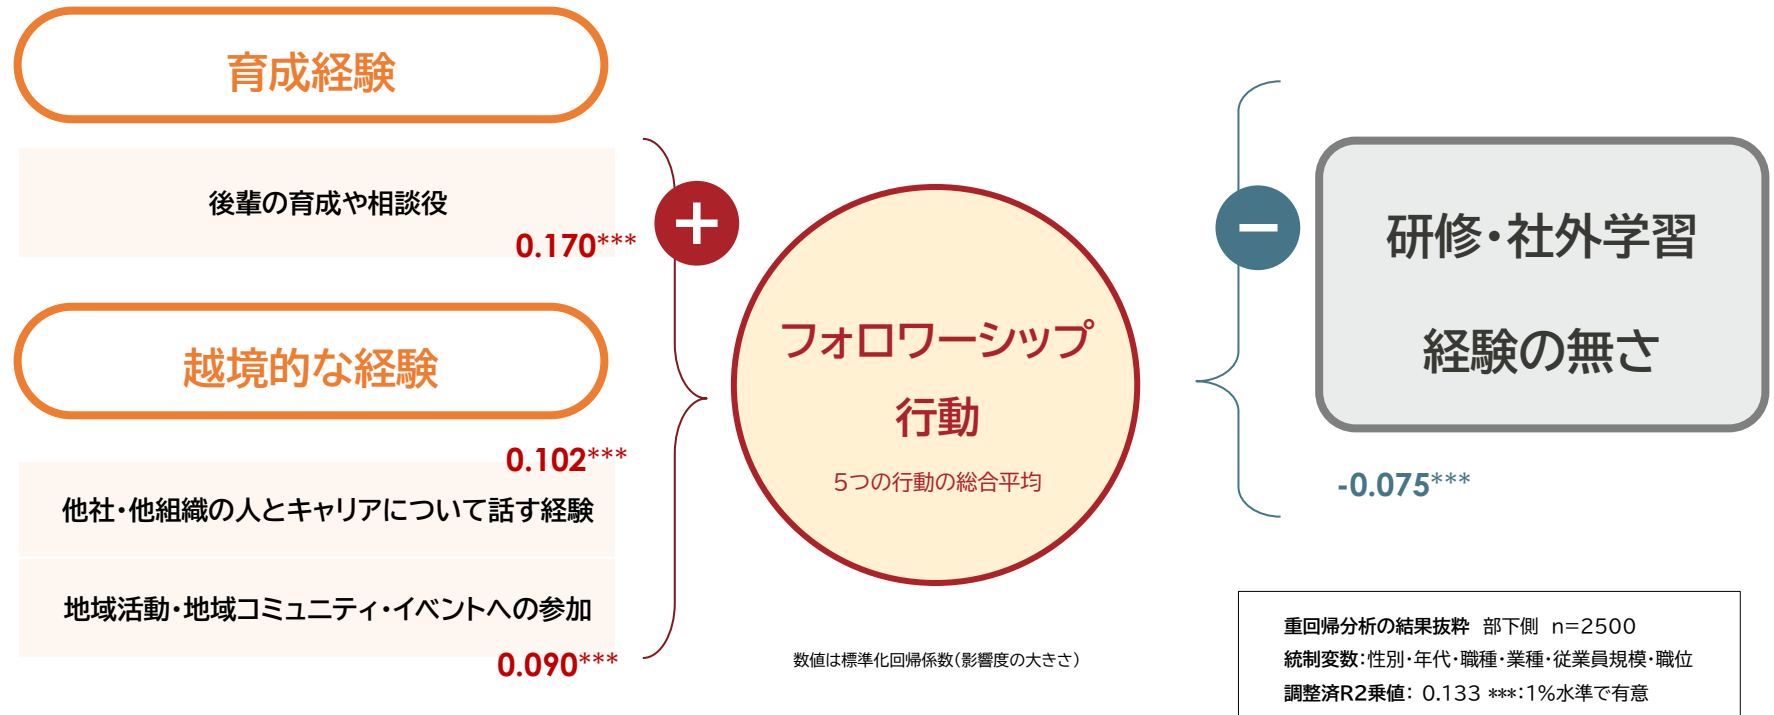 育成経験
後輩の育成や相談役
0.170***
越境的な経験
0.102***
他社・他組織の人とキャリアについて話す経験
地域活動・地域コミュニティ・イベントへの参加
0.090***
+
フォロワーシップ
行動
5つの行動の総合平均
数値は標準化回帰係数(影響度の大きさ)
−
研修・社外学習
経験の無さ
-0.075***
重回帰分析の結果抜粋 部下側 n=2500
統制変数:性別・年代・職種・業種・従業員規模・職位
調整済R2乗値: 0.133 ***:1%水準で有意